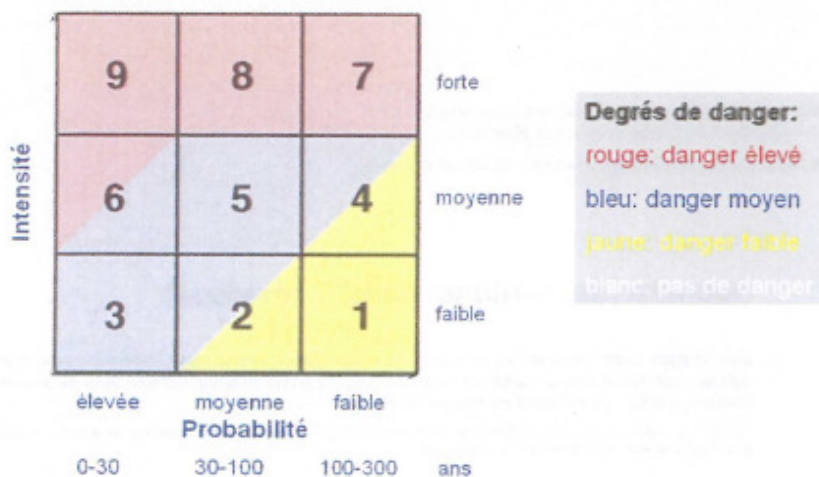 9 8 7 forte
6 5 4 moyenne
3 2 1 faible
Intensité
élevée moyenne faible
Probabilité
0-30 30-100 100-300 ans
Degrés de danger:
rouge: danger élevé
bleu: danger moyen
jaune: danger faible
blanc: pas de danger